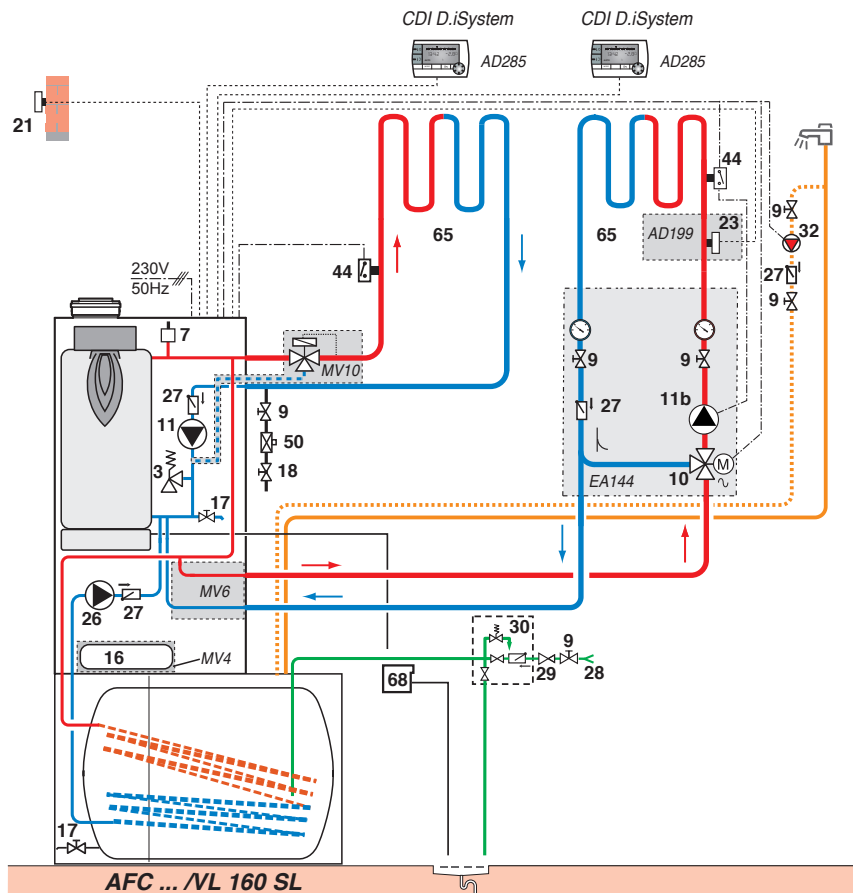 CDI D.iSystem
CDI D.iSystem
AD285
AD285
21
44
9
23
32
65
65
AD199
44
27
230V
50Hz
9
7
MV10
9
9
27
9
27
11b
11
50
3
18
10
M
EA144
17
MV6
26
27
30
9
16
MV4
68
29
28
17
AFC ... /VL 160 SL